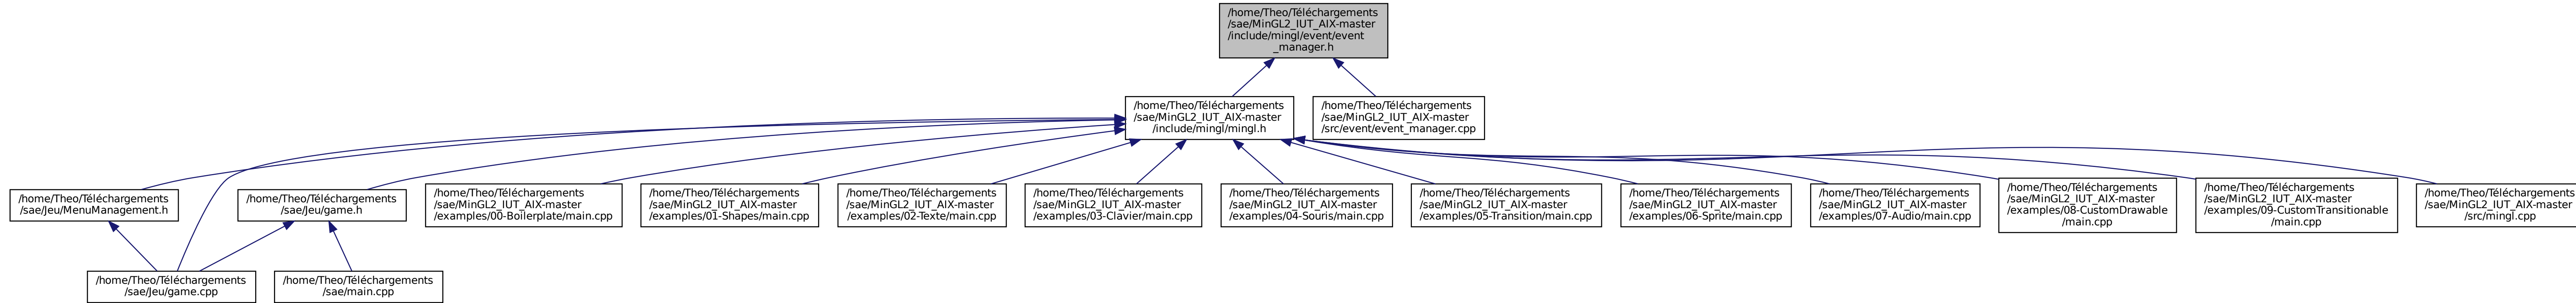 /home/Theo/Téléchargements
/sae/MinGL2_IUT_AIX-master
/include/mingl/event/event
_manager.h
/home/Theo/Téléchargements
/sae/MinGL2_IUT_AIX-master
/include/mingl/mingl.h
/home/Theo/Téléchargements
/sae/MinGL2_IUT_AIX-master
/src/event/event_manager.cpp
/home/Theo/Téléchargements
/sae/Jeu/MenuManagement.h
/home/Theo/Téléchargements
/sae/Jeu/game.h
/home/Theo/Téléchargements
/sae/MinGL2_IUT_AIX-master
/examples/00-Boilerplate/main.cpp
/home/Theo/Téléchargements
/sae/MinGL2_IUT_AIX-master
/examples/01-Shapes/main.cpp
/home/Theo/Téléchargements
/sae/MinGL2_IUT_AIX-master
/examples/02-Texte/main.cpp
/home/Theo/Téléchargements
/sae/MinGL2_IUT_AIX-master
/examples/03-Clavier/main.cpp
/home/Theo/Téléchargements
/sae/MinGL2_IUT_AIX-master
/examples/04-Souris/main.cpp
/home/Theo/Téléchargements
/sae/MinGL2_IUT_AIX-master
/examples/05-Transition/main.cpp
/home/Theo/Téléchargements
/sae/MinGL2_IUT_AIX-master
/examples/06-Sprite/main.cpp
/home/Theo/Téléchargements
/sae/MinGL2_IUT_AIX-master
/examples/07-Audio/main.cpp
/home/Theo/Téléchargements
/sae/MinGL2_IUT_AIX-master
/examples/08-CustomDrawable
/main.cpp
/home/Theo/Téléchargements
/sae/MinGL2_IUT_AIX-master
/examples/09-CustomTransitionable
/main.cpp
/home/Theo/Téléchargements
/sae/MinGL2_IUT_AIX-master
/src/mingl.cpp
/home/Theo/Téléchargements
/sae/Jeu/game.cpp
/home/Theo/Téléchargements
/sae/main.cpp